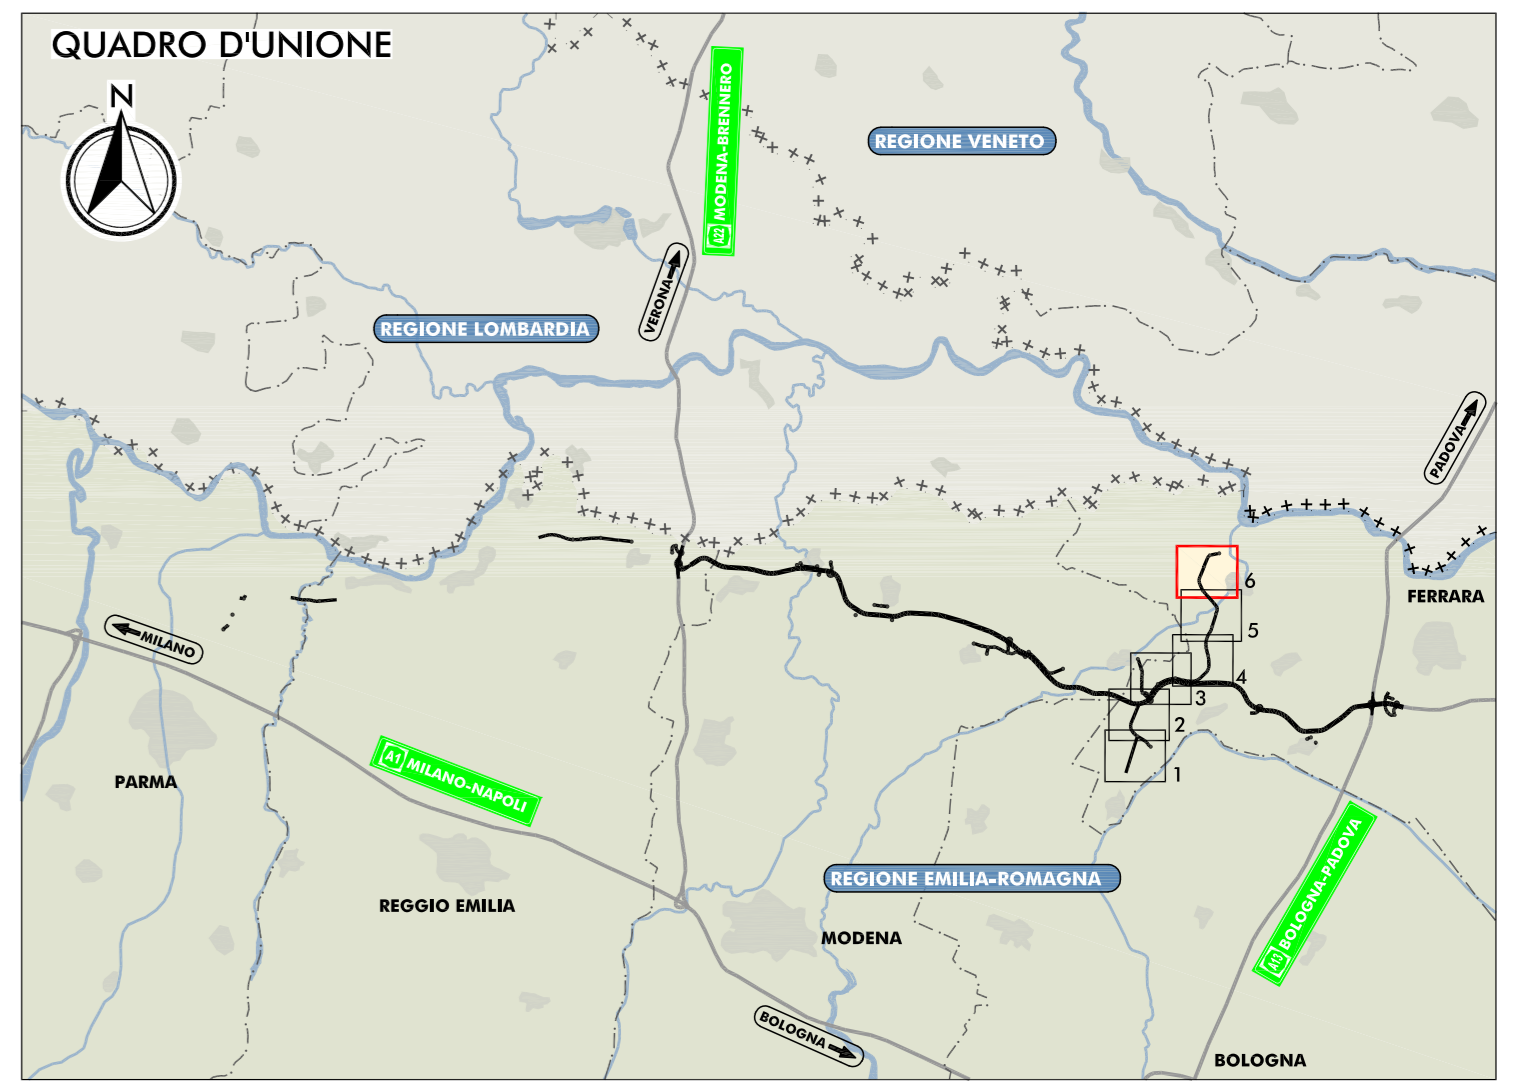 QUADRO D'UNIONE
N
A22 MODENA-BRENNERO
REGIONE VENETO
VERONA
REGIONE LOMBARDIA
PADOVA
6
FERRARA
5
MILANO
4
3
2
1
PARMA
A1 MILANO-NAPOLI
REGIONE EMILIA-ROMAGNA
REGGIO EMILIA
MODENA
A13 BOLOGNA-PADOVA
BOLOGNA
BOLOGNA